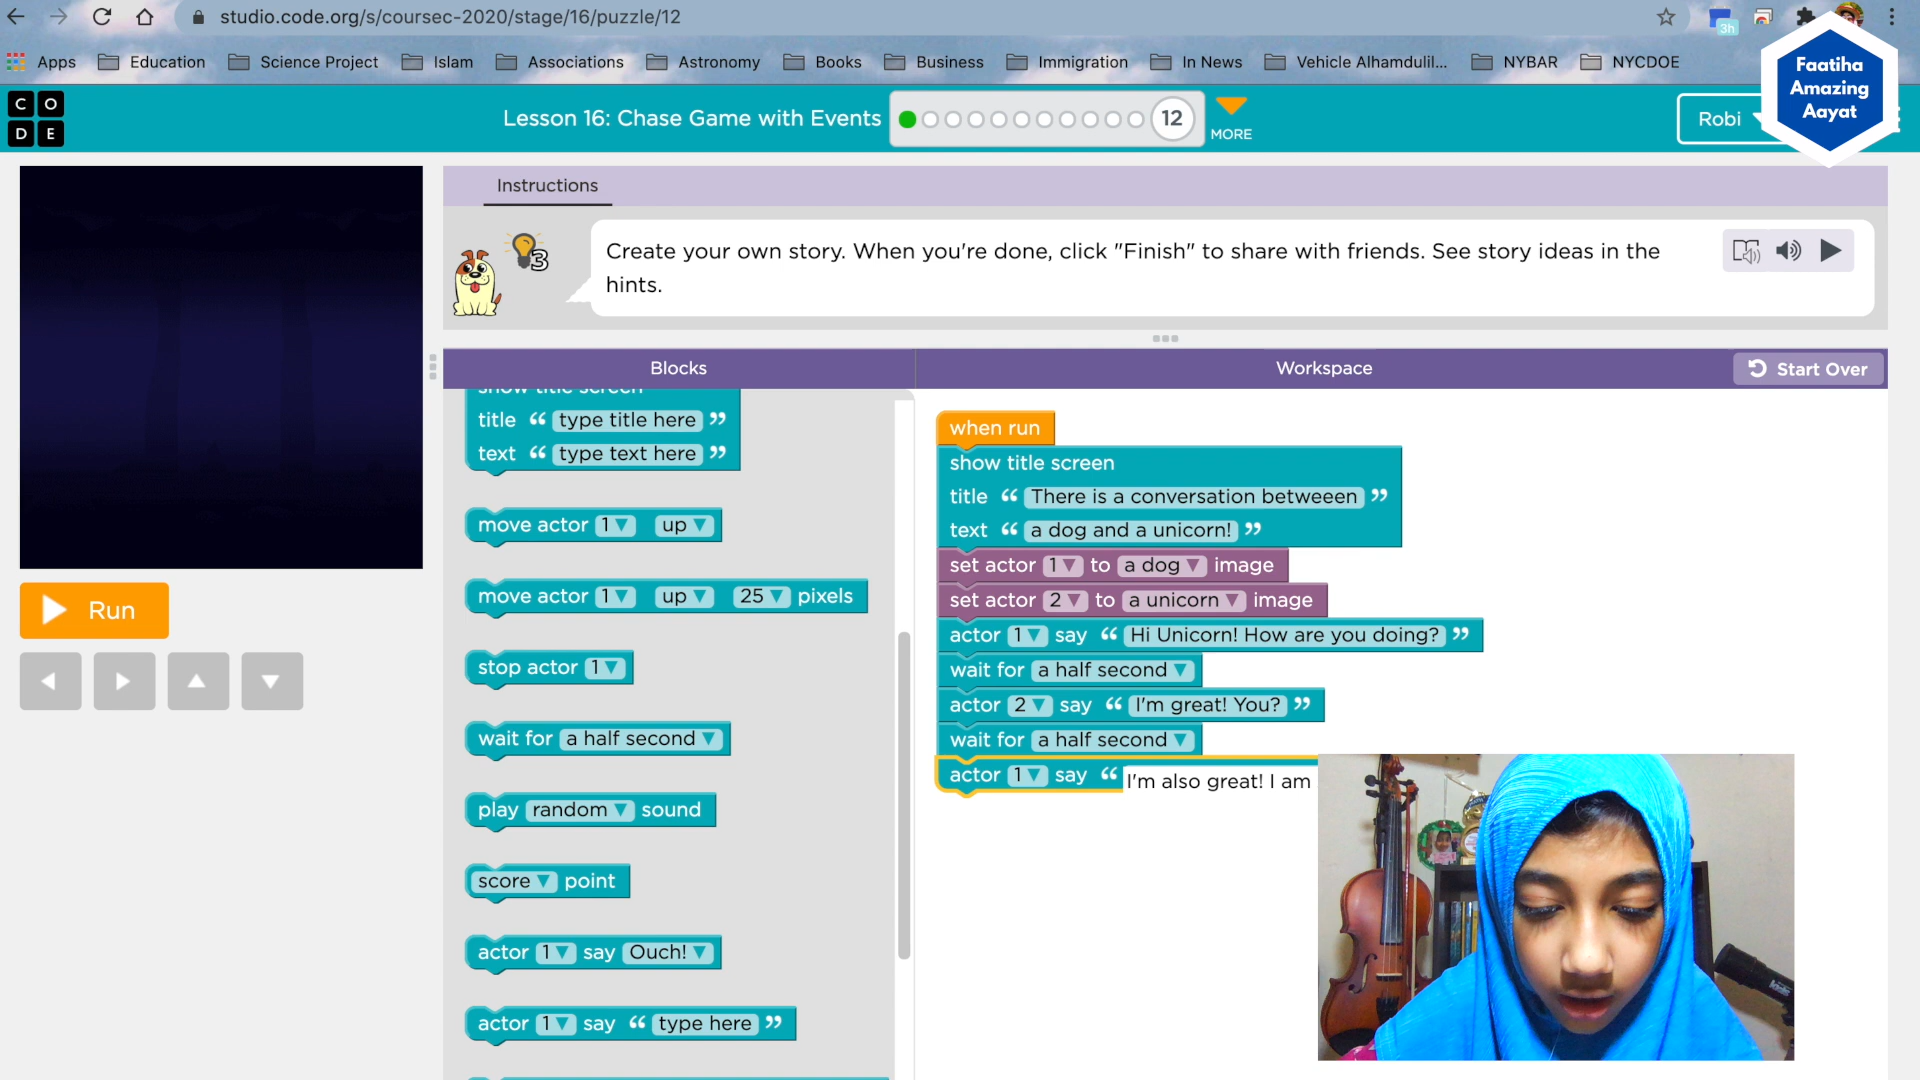 studio.code.org/s/coursec-2020/stage/16/puzzle/12
3h
Apps Education Science Project Islam Associations Astronomy Books Business Immigration In News Vehicle Alhamdulil... NYBAR NYCDOE
Faatiha
Amazing
Aayat
C O
D E
Lesson 16: Chase Game with Events 12 MORE
Robi
Instructions
3
Create your own story. When you're done, click "Finish" to share with friends. See story ideas in the
hints.
Blocks
Workspace
Start Over
show title screen
title “ type title here ”
text “ type text here ”
move actor 1 up
move actor 1 up 25 pixels
stop actor 1
wait for a half second
play random sound
score point
actor 1 say Ouch!
actor 1 say “ type here ”
when run
show title screen
title “ There is a conversation betweeen ”
text “ a dog and a unicorn! ”
set actor 1 to a dog image
set actor 2 to a unicorn image
actor 1 say “ Hi Unicorn! How are you doing? ”
wait for a half second
actor 2 say “ I'm great! You? ”
wait for a half second
actor 1 say “ I'm also great! I am
Run